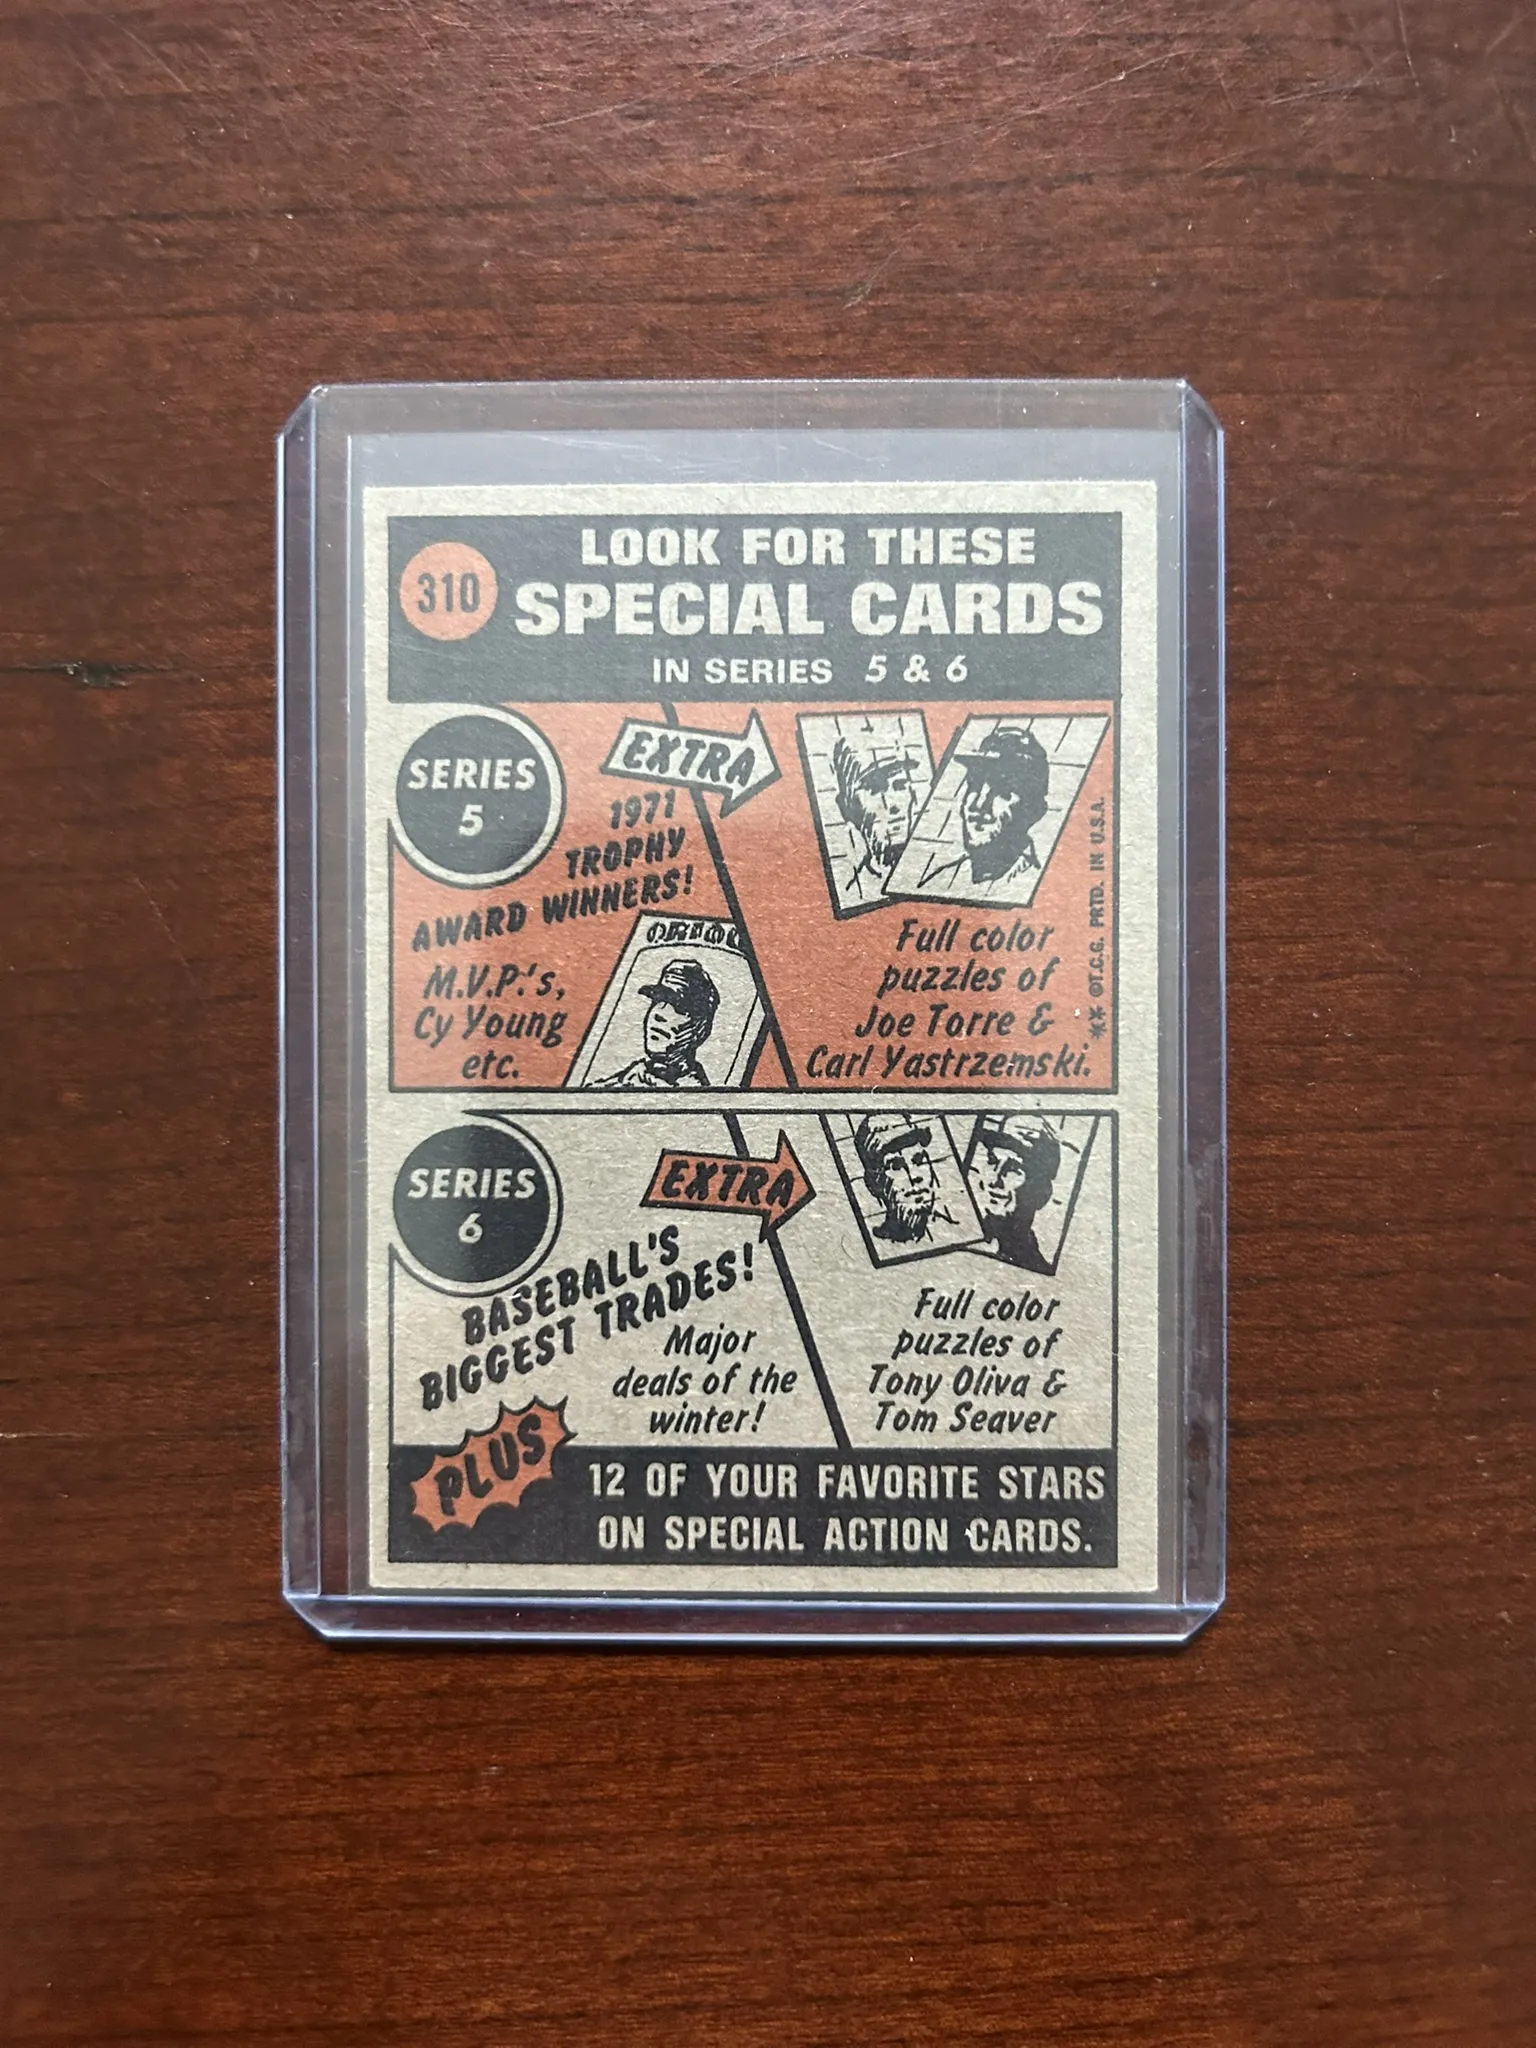 310
LOOK FOR THESE
SPECIAL CARDS
IN SERIES 5 & 6
SERIES
5
EXTRA
1971
TROPHY
AWARD WINNERS!
M.V.P.'s,
Cy Young
etc.
Full color
puzzles of
Joe Torre &
Carl Yastrzemski.
** ©T.C.G. PRTD. IN U.S.A.
SERIES
6
EXTRA
BASEBALL'S
BIGGEST TRADES!
Major
deals of the
winter!
Full color
puzzles of
Tony Oliva &
Tom Seaver
PLUS
12 OF YOUR FAVORITE STARS
ON SPECIAL ACTION CARDS.